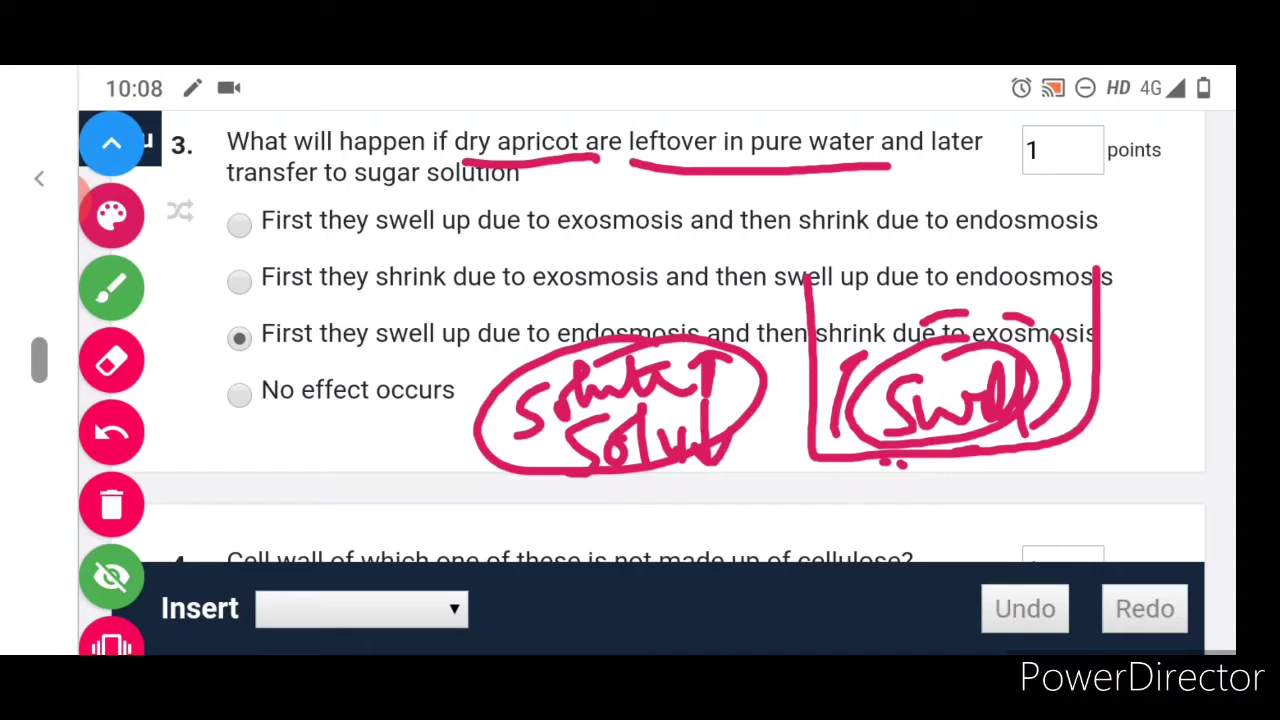 10:08 HD 4G
u
3. What will happen if dry apricot are leftover in pure water and later 1 points
transfer to sugar solution
First they swell up due to exosmosis and then shrink due to endosmosis
First they shrink due to exosmosis and then swell up due to endoosmosis
First they swell up due to endosmosis and then shrink due to exosmosis
No effect occurs
Solute
Solut
Swell
4. Cell wall of which one of these is not made up of cellulose?
Insert Undo Redo
PowerDirector